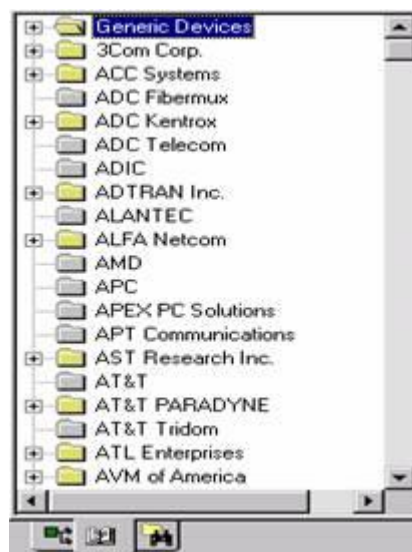 Generic Devices
3Com Corp.
ACC Systems
ADC Fibermux
ADC Kentrox
ADC Telecom
ADIC
ADTRAN Inc.
ALANTEC
ALFA Netcom
AMD
APC
APEX PC Solutions
APT Communications
AST Research Inc.
AT&T
AT&T PARADYNE
AT&T Tridom
ATL Enterprises
AVM of America